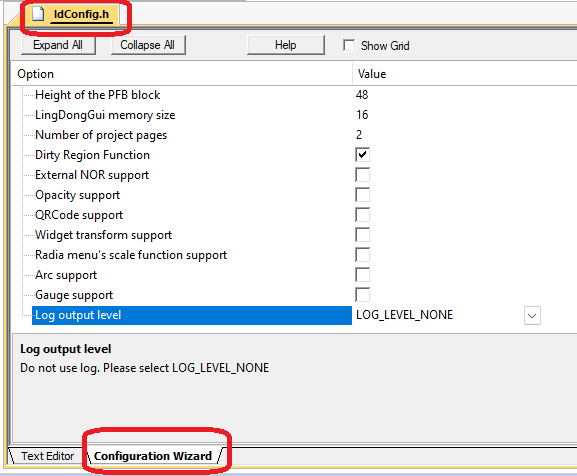 ldConfig.h
Expand All Collapse All Help Show Grid
Option Value
Height of the PFB block 48
LingDongGui memory size 16
Number of project pages 2
Dirty Region Function
External NOR support
Opacity support
QRCode support
Widget transform support
Radia menu's scale function support
Arc support
Gauge support
Log output level LOG_LEVEL_NONE
Log output level
Do not use log. Please select LOG_LEVEL_NONE
Text Editor Configuration Wizard